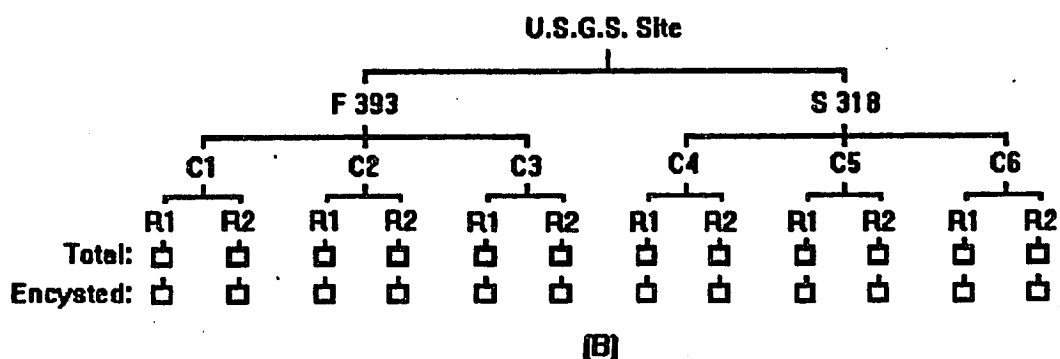 U.S.G.S. Site
F 393 S 318
C1 C2 C3 C4 C5 C6
R1 R2 R1 R2 R1 R2 R1 R2 R1 R2 R1 R2
Total:
Encysted:
(B)